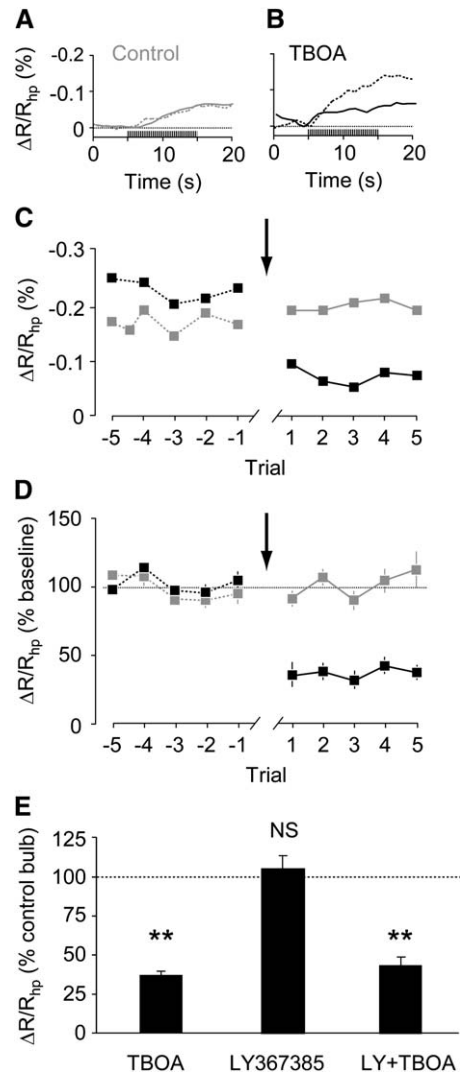 A
B
Control
TBOA
ΔR/R_hp (%)
-0.2
-0.1
0
0 10 20
0 10 20
Time (s)
Time (s)
C
ΔR/R_hp (%)
-0.3
-0.2
-0.1
0
-5 -4 -3 -2 -1 1 2 3 4 5
Trial
D
ΔR/R_hp (% baseline)
150
100
50
0
-5 -4 -3 -2 -1 1 2 3 4 5
Trial
E
ΔR/R_hp (% control bulb)
125
100
75
50
25
0
NS
** **
TBOA LY367385 LY+TBOA